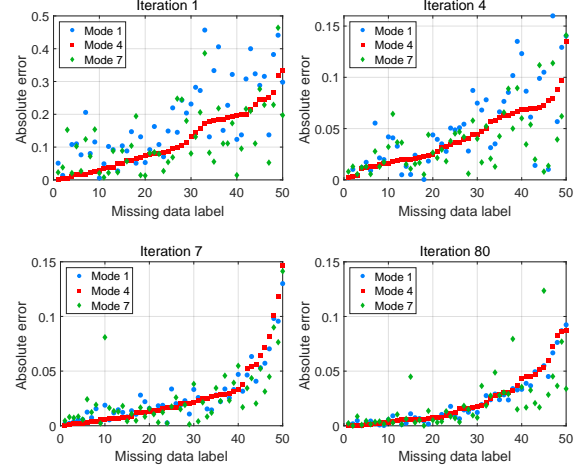 Iteration 1
Absolute error
0.5
0.4
0.3
0.2
0.1
0
Mode 1
Mode 4
Mode 7
0 10 20 30 40 50
Missing data label
Iteration 4
Absolute error
0.15
0.1
0.05
0
Mode 1
Mode 4
Mode 7
0 10 20 30 40 50
Missing data label
Iteration 7
Absolute error
0.15
0.1
0.05
0
Mode 1
Mode 4
Mode 7
0 10 20 30 40 50
Missing data label
Iteration 80
Absolute error
0.15
0.1
0.05
0
Mode 1
Mode 4
Mode 7
0 10 20 30 40 50
Missing data label